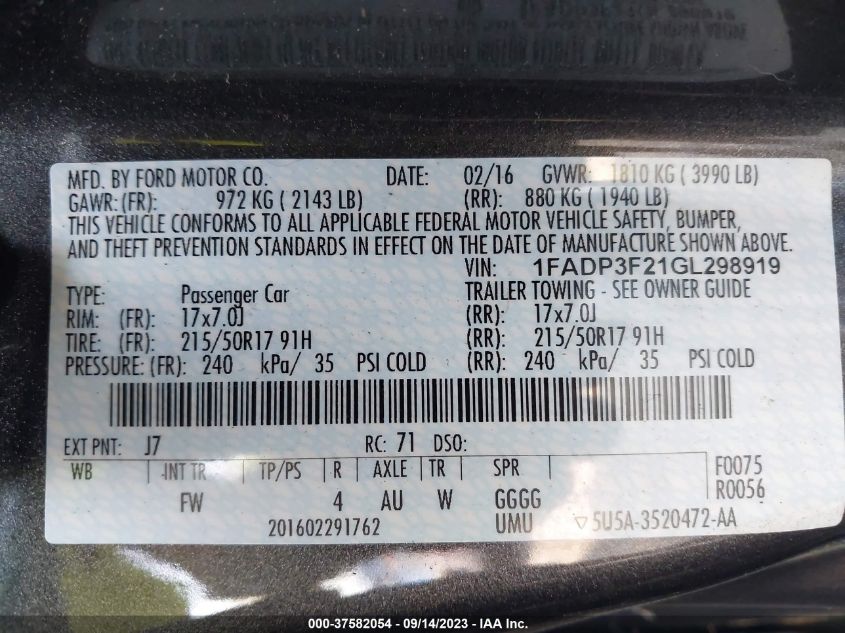 MFD. BY FORD MOTOR CO. DATE: 02/16 GVWR: 1810 KG ( 3990 LB)
GAWR: (FR): 972 KG ( 2143 LB) (RR): 880 KG ( 1940 LB)
THIS VEHICLE CONFORMS TO ALL APPLICABLE FEDERAL MOTOR VEHICLE SAFETY, BUMPER,
AND THEFT PREVENTION STANDARDS IN EFFECT ON THE DATE OF MANUFACTURE SHOWN ABOVE.
VIN: 1FADP3F21GL298919
TYPE: Passenger Car TRAILER TOWING - SEE OWNER GUIDE
RIM: (FR): 17x7.0J (RR): 17x7.0J
TIRE: (FR): 215/50R17 91H (RR): 215/50R17 91H
PRESSURE: (FR): 240 kPa/ 35 PSI COLD (RR): 240 kPa/ 35 PSI COLD
EXT PNT: J7 RC: 71 DSO:
WB INT TR TP/PS R AXLE TR SPR F0075
FW 4 AU W GGGG R0056
201602291762 UMU ▽5U5A-3520472-AA
000-37582054 - 09/14/2023 - IAA Inc.